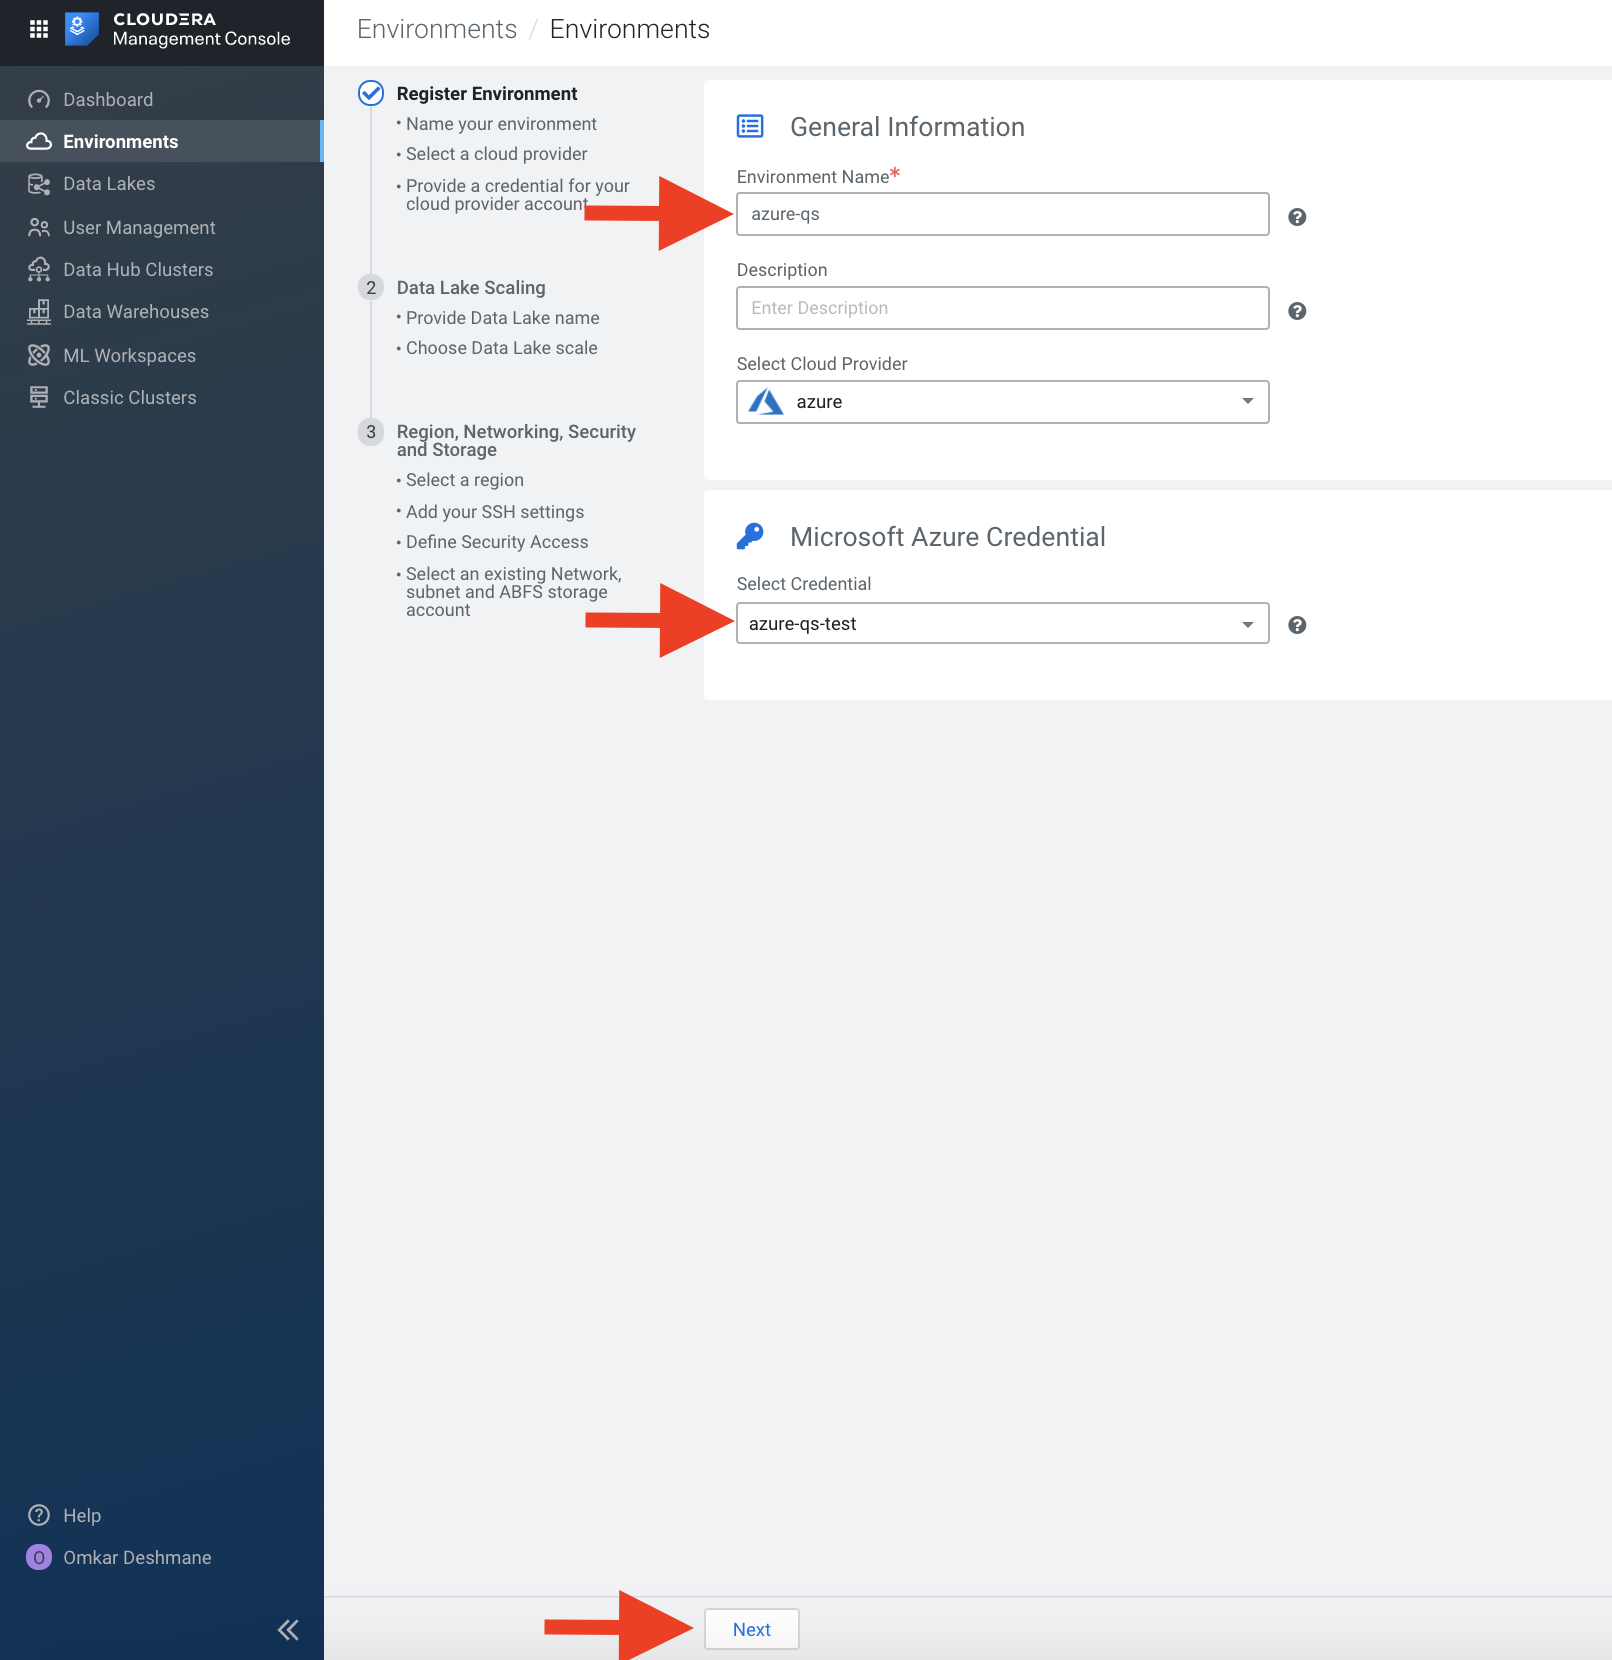 CLOUDERA
Management Console
Environments / Environments
Dashboard
Environments
Data Lakes
User Management
Data Hub Clusters
Data Warehouses
ML Workspaces
Classic Clusters
Help
O Omkar Deshmane
Register Environment
• Name your environment
• Select a cloud provider
• Provide a credential for your
cloud provider account
2 Data Lake Scaling
• Provide Data Lake name
• Choose Data Lake scale
3 Region, Networking, Security
and Storage
• Select a region
• Add your SSH settings
• Define Security Access
• Select an existing Network,
subnet and ABFS storage
account
General Information
Environment Name*
azure-qs
?
Description
Enter Description
?
Select Cloud Provider
azure
Microsoft Azure Credential
Select Credential
azure-qs-test
?
Next